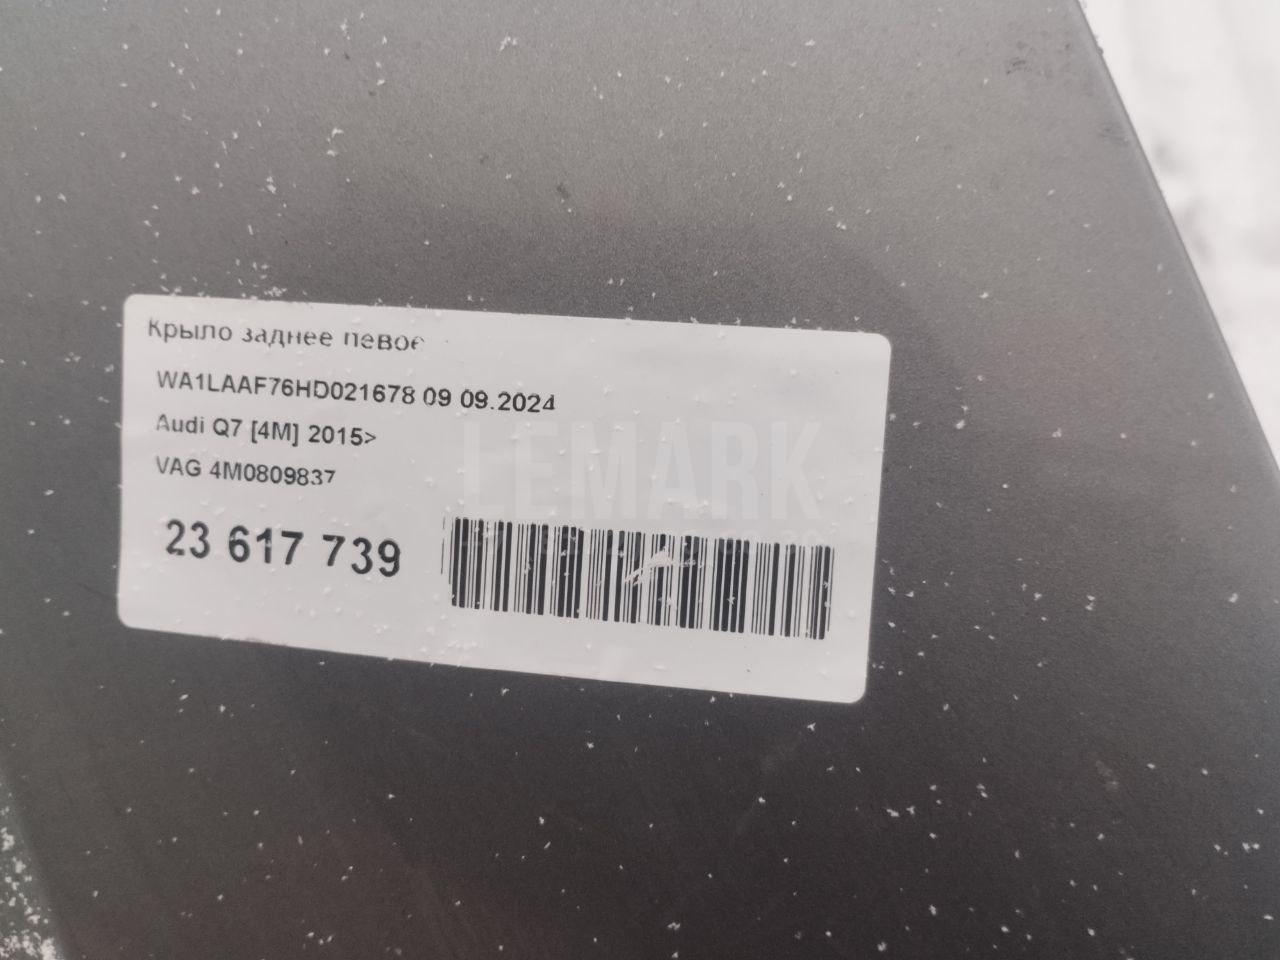 Крыло заднее левое
WA1LAAF76HD021678 09 09.2024
Audi Q7 [4M] 2015>
VAG 4M0809837
23 617 739
LEMARK